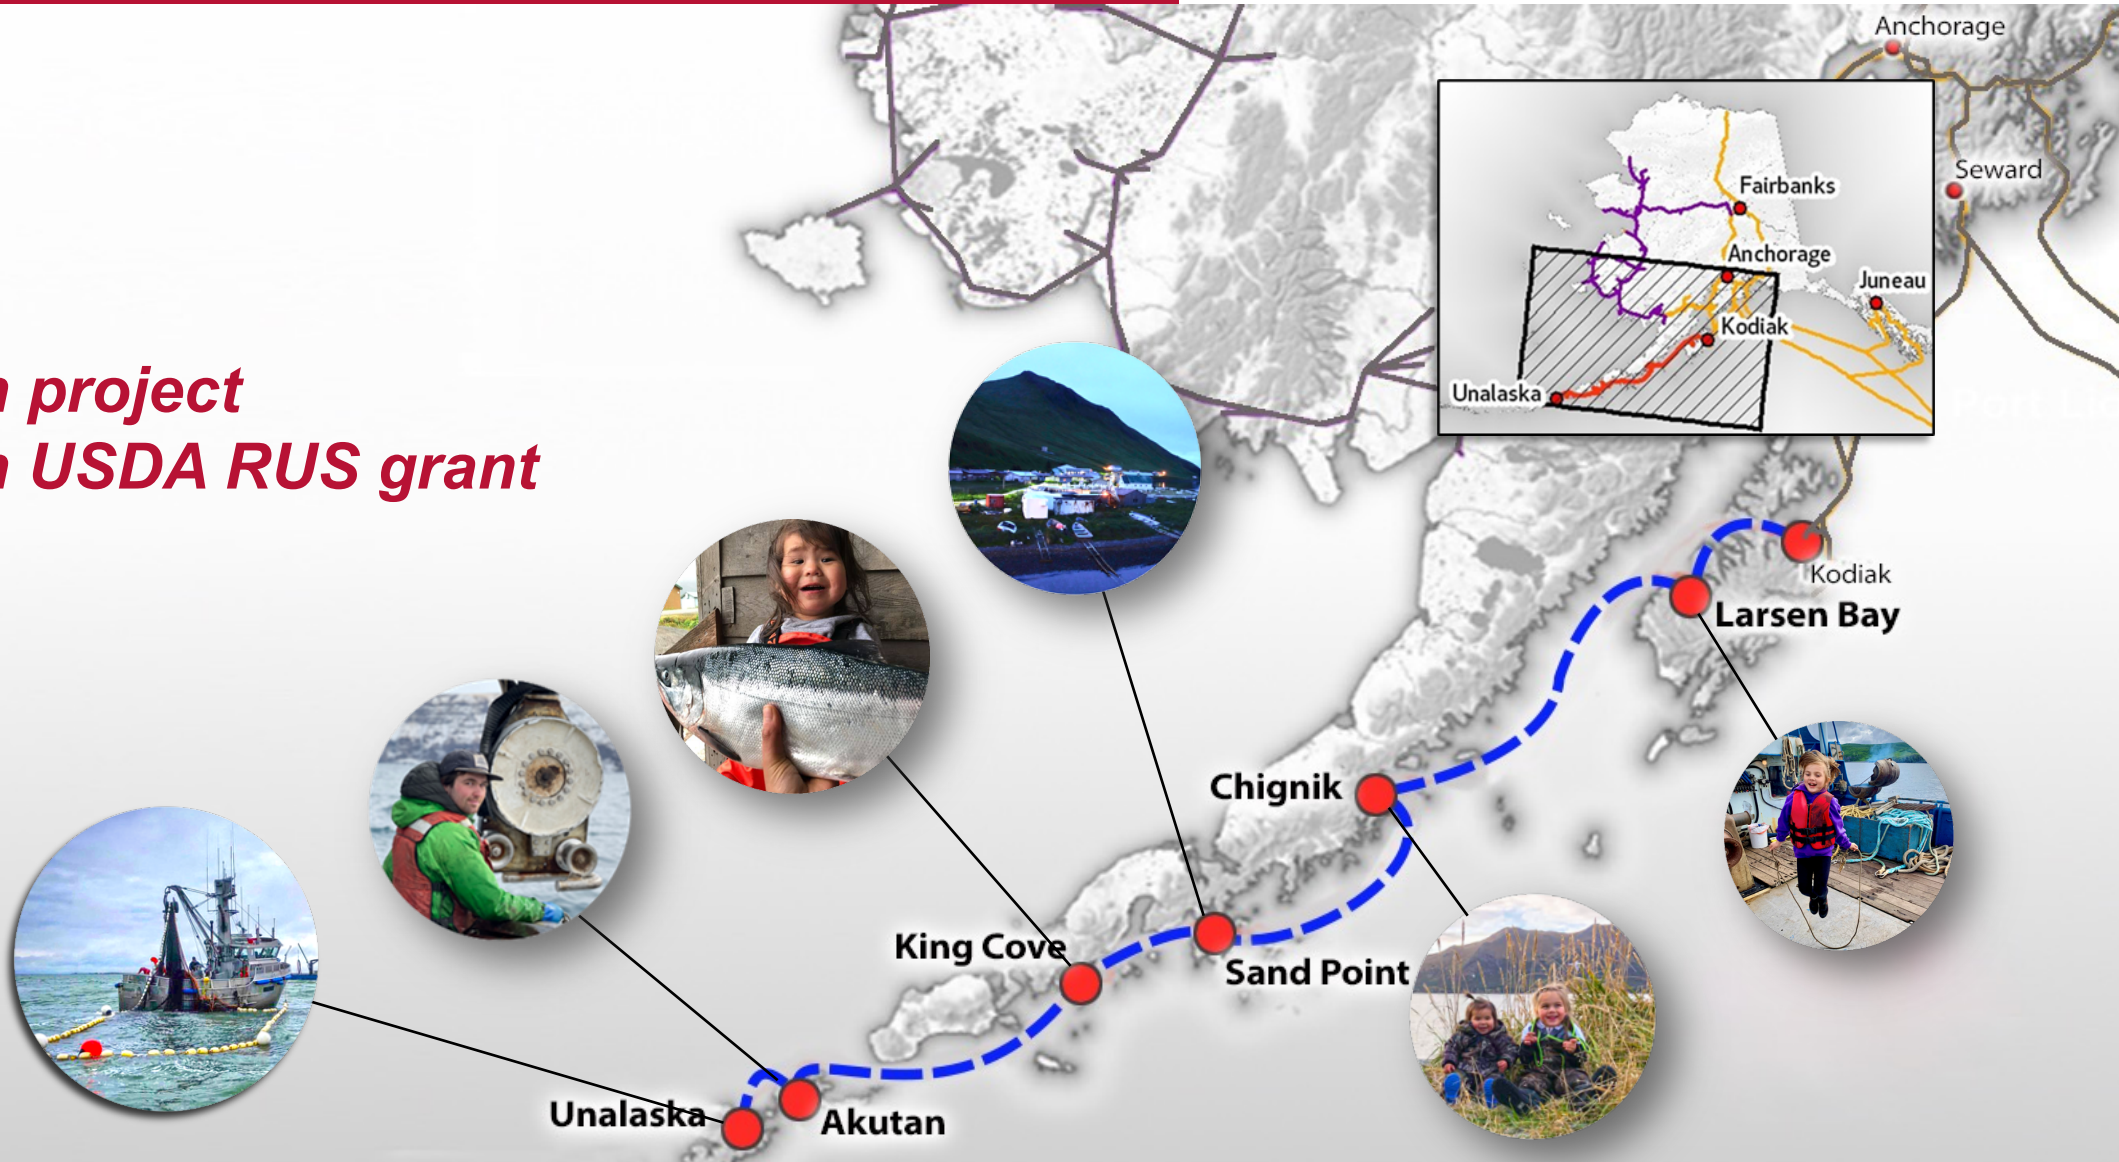 Anchorage
Seward
Fairbanks
Anchorage
Juneau
Kodiak
Unalaska
project
USDA RUS grant
Kodiak
Larsen Bay
Chignik
King Cove
Sand Point
Unalaska
Akutan